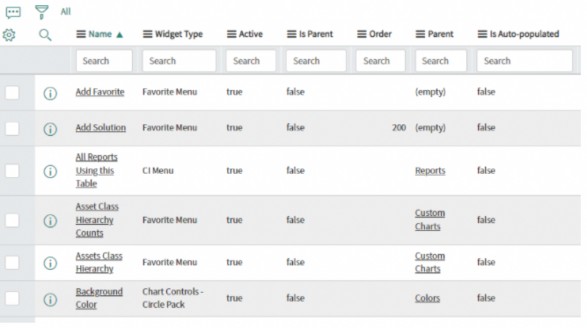 All
Name Widget Type Active Is Parent Order Parent Is Auto-populated
Search Search Search Search Search Search Search
Add Favorite Favorite Menu true false (empty) false
Add Solution Favorite Menu true false 200 (empty) false
All Reports
Using this CI Menu true false Reports false
Table
Asset Class
Hierarchy Favorite Menu true false Custom Charts false
Counts
Assets Class Favorite Menu true false Custom false
Hierarchy Charts
Background Chart Controls - true false Colors false
Color Circle Pack